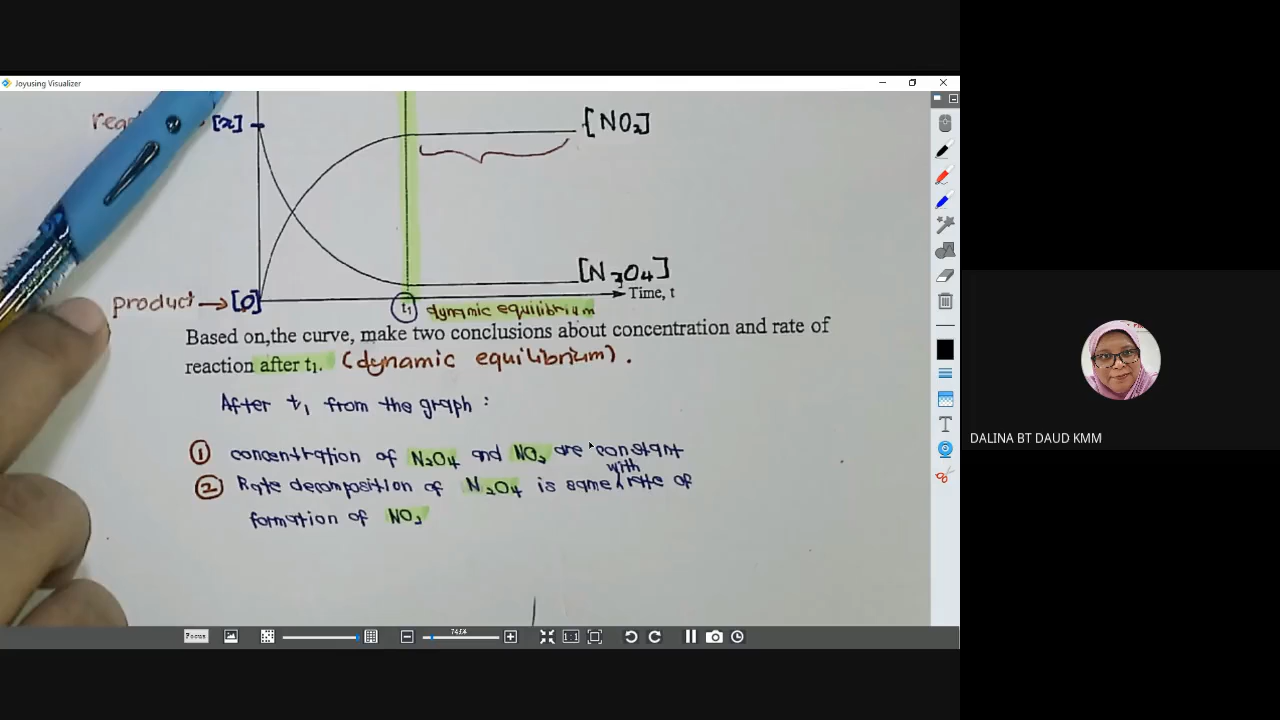 Joyusing Visualizer
[x]
[NO2]
[N2O4]
product → [0]
t1 dynamic equilibrium
Time, t
Based on,the curve, make two conclusions about concentration and rate of
reaction after t1. (dynamic equilibrium).
After t1 from the graph :
① concentration of N2O4 and NO2 are constant
with
② Rate decomposition of N2O4 is same rate of
formation of NO2
DALINA BT DAUD KMM
Focus
1:1
T